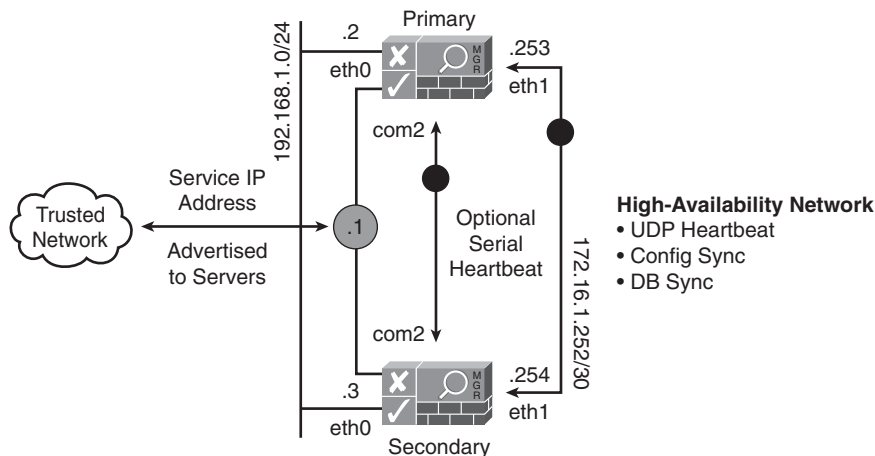 Primary
.2
eth0
192.168.1.0/24
MGR
.253
eth1
com2
Service IP
Address
Trusted
Network
.1
Advertised
to Servers
Optional
Serial
Heartbeat
172.16.1.252/30
High-Availability Network
• UDP Heartbeat
• Config Sync
• DB Sync
com2
.3
eth0
MGR
.254
eth1
Secondary